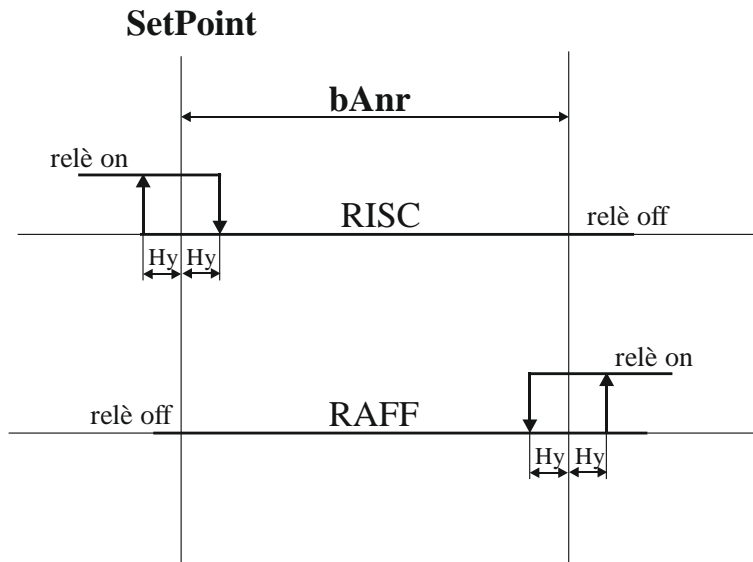 SetPoint
bAnr
relè on
RISC
relè off
Hy Hy
relè on
relè off
RAFF
Hy Hy